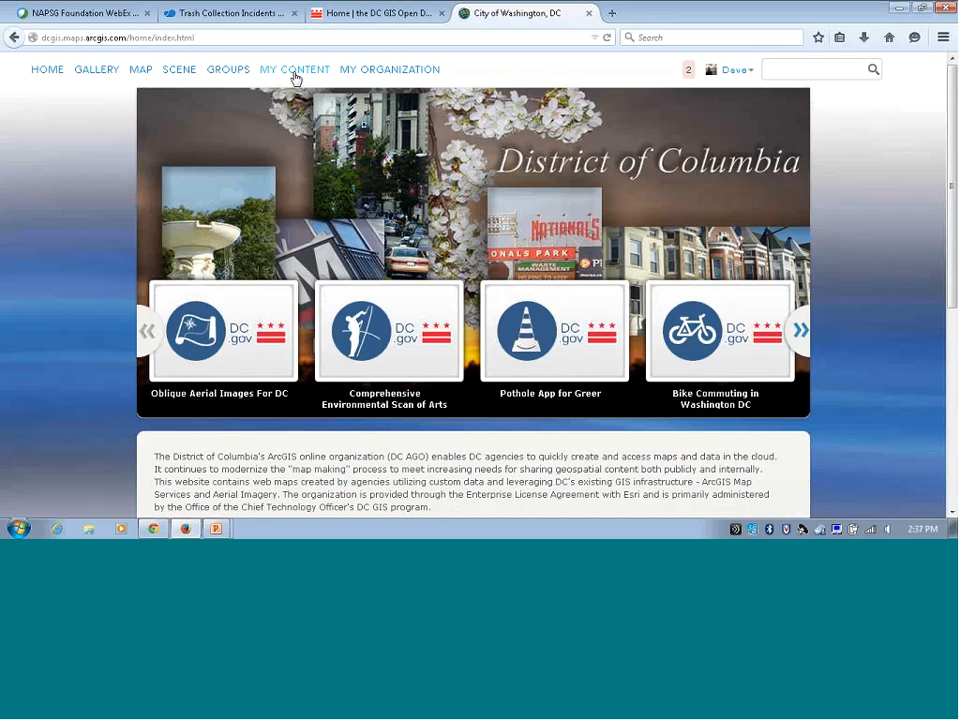 NAPSG Foundation WebEx ...
Trash Collection Incidents ...
Home | the DC GIS Open D...
City of Washington, DC
dcgis.maps.arcgis.com/home/index.html
Search
HOME GALLERY MAP SCENE GROUPS MY CONTENT MY ORGANIZATION
2 Dave
District of Columbia
NATIONALS
ONALS PARK
WASTE
MANAGEMENT
M
DC
.gov
DC
.gov
DC
.gov
DC
.gov
Oblique Aerial Images For DC
Comprehensive
Environmental Scan of Arts
Pothole App for Greer
Bike Commuting in
Washington DC
The District of Columbia's ArcGIS online organization (DC AGO) enables DC agencies to quickly create and access maps and data in the cloud.
It continues to modernize the "map making" process to meet increasing needs for sharing geospatial content both publicly and internally.
This website contains web maps created by agencies utilizing custom data and leveraging DC's existing GIS infrastructure - ArcGIS Map
Services and Aerial Imagery. The organization is provided through the Enterprise License Agreement with Esri and is primarily administered
by the Office of the Chief Technology Officer's DC GIS program.
2:37 PM